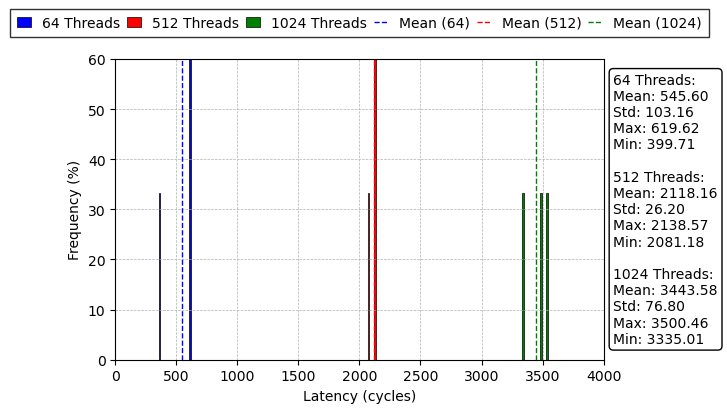 64 Threads 512 Threads 1024 Threads Mean (64) Mean (512) Mean (1024)
60
50
40
30
20
10
0
Frequency (%)
0 500 1000 1500 2000 2500 3000 3500 4000
Latency (cycles)
64 Threads:
Mean: 545.60
Std: 103.16
Max: 619.62
Min: 399.71
512 Threads:
Mean: 2118.16
Std: 26.20
Max: 2138.57
Min: 2081.18
1024 Threads:
Mean: 3443.58
Std: 76.80
Max: 3500.46
Min: 3335.01